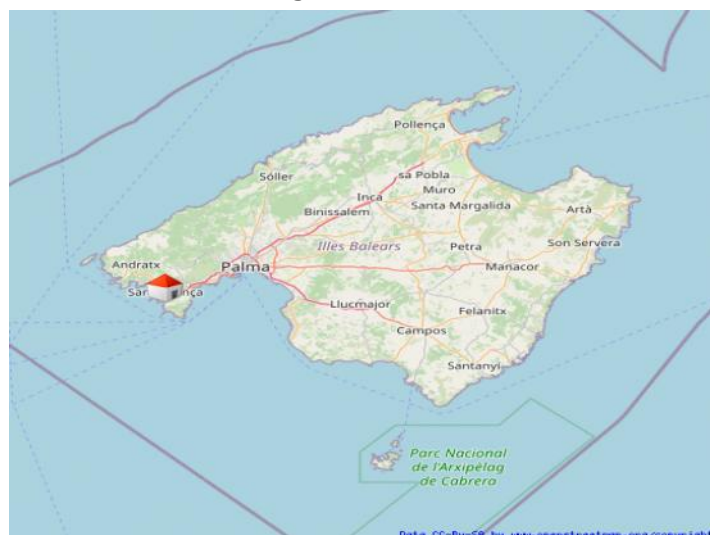 Pollença
sa Pobla
Sóller
Muro
Inca
Santa Margalida
Binissalem
Artà
Illes Balears
Petra
Son Servera
Andratx
Palma
Manacor
Llucmajor
Felanitx
Campos
Santanyí
Parc Nacional
de l'Arxipèlag
de Cabrera